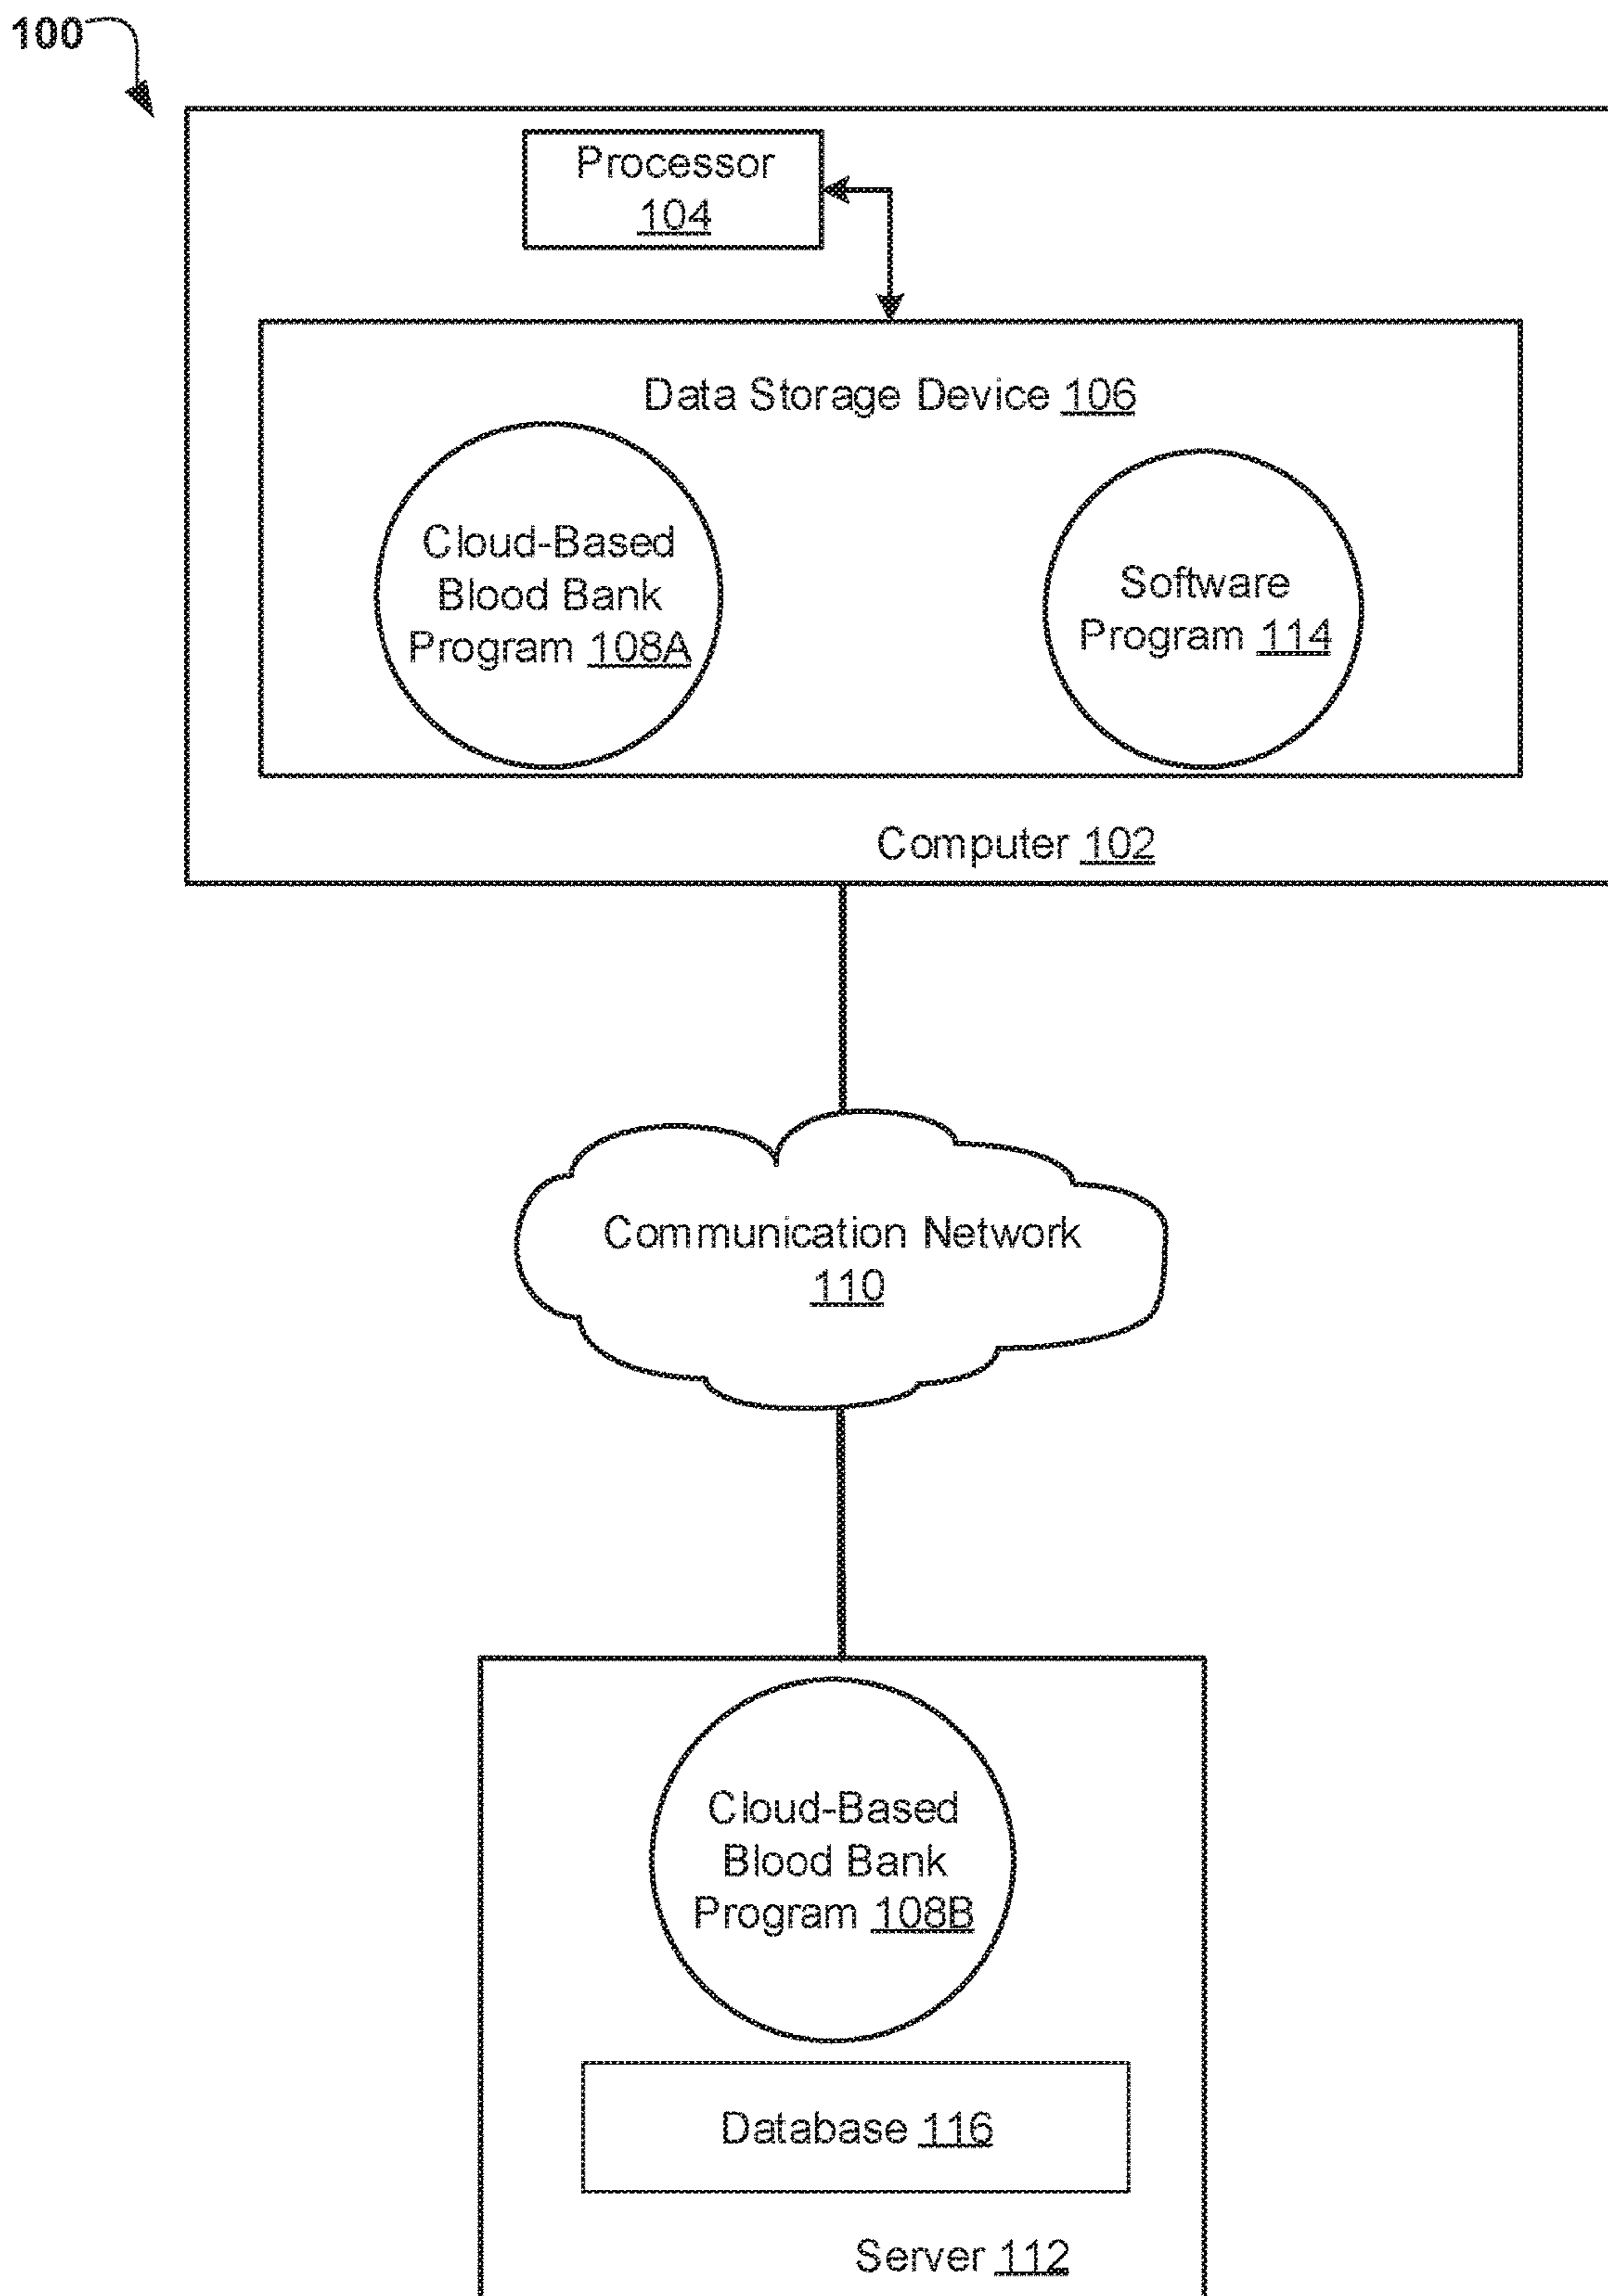 100
Processor
104
Data Storage Device 106
Cloud-Based
Blood Bank
Program 108A
Software
Program 114
Computer 102
Communication Network
110
Cloud-Based
Blood Bank
Program 108B
Database 116
Server 112